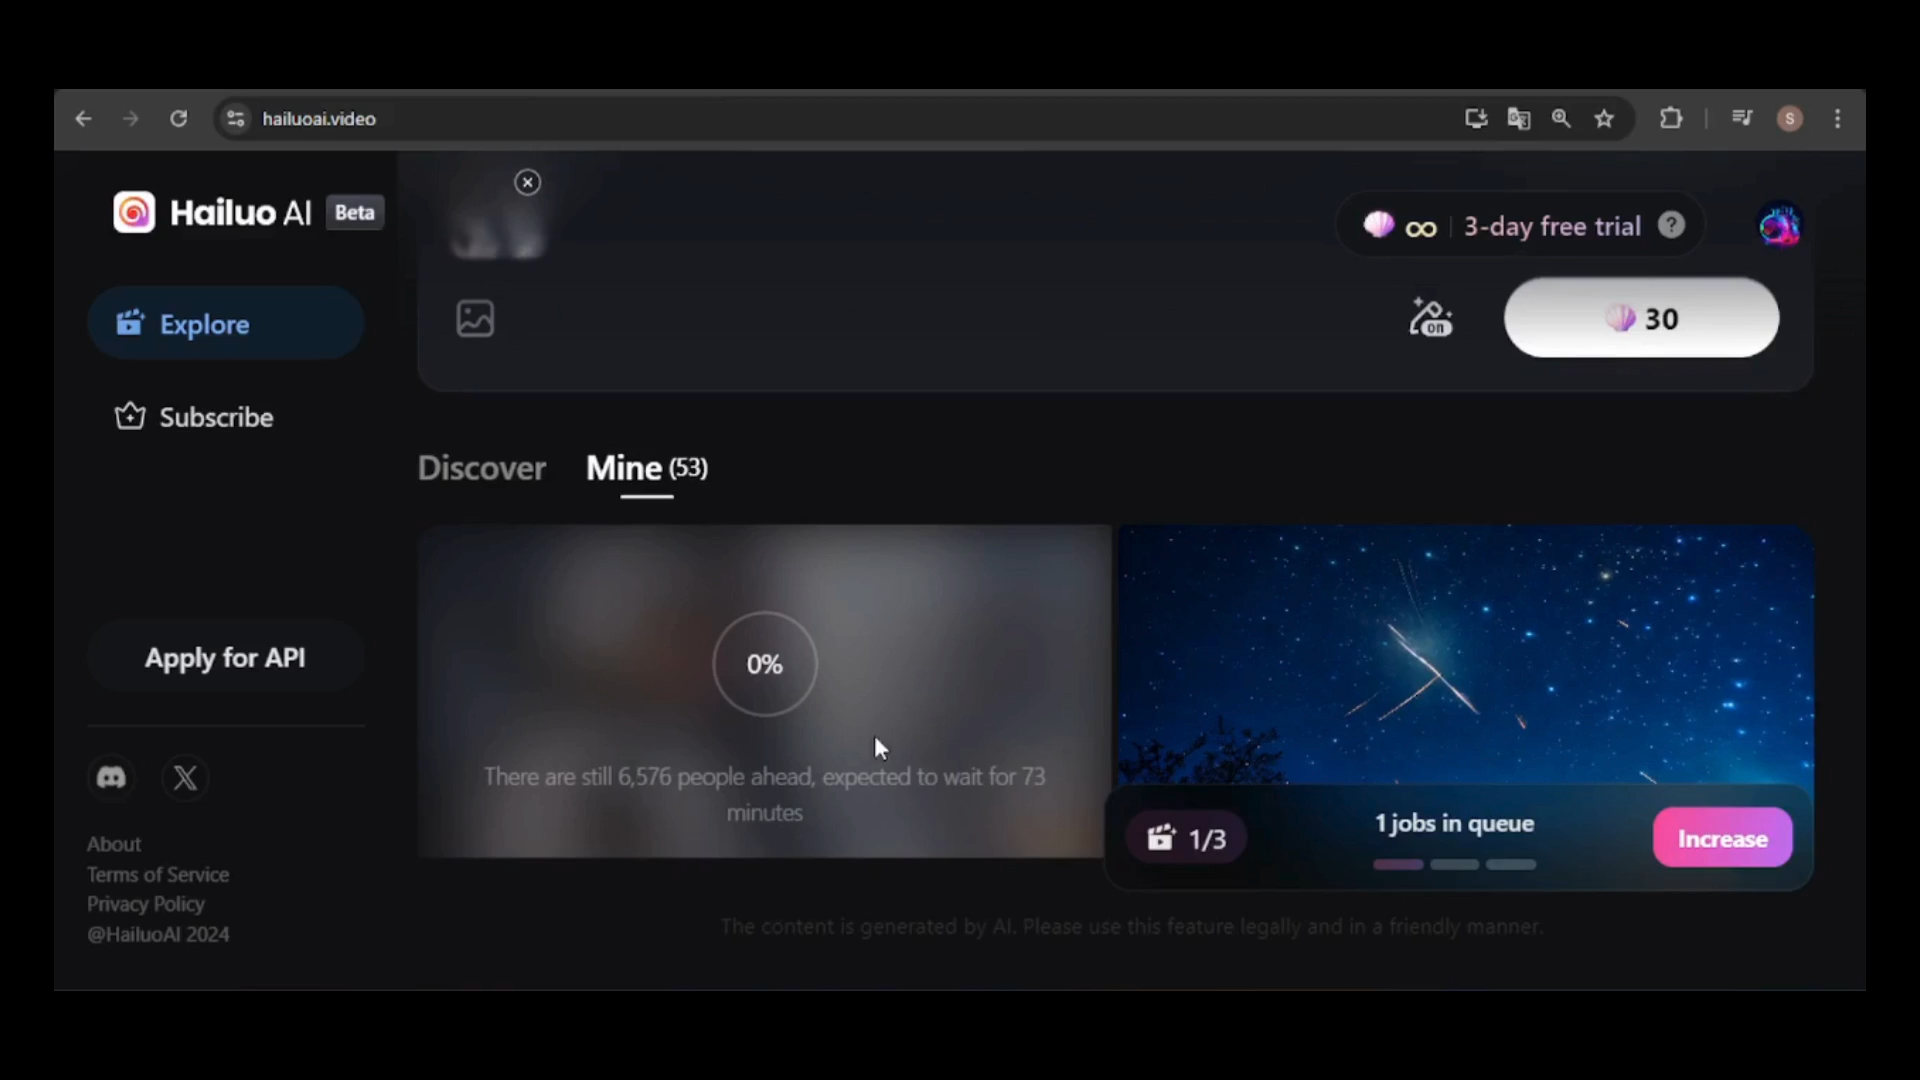 hailuoai.video
S
Hailuo AI Beta
∞ 3-day free trial ?
Explore
on
30
Subscribe
Discover Mine (53)
Apply for API
0%
There are still 6,576 people ahead, expected to wait for 73
minutes
1/3
1 jobs in queue
Increase
About
Terms of Service
Privacy Policy
@HailuoAI 2024
The content is generated by AI. Please use this feature legally and in a friendly manner.